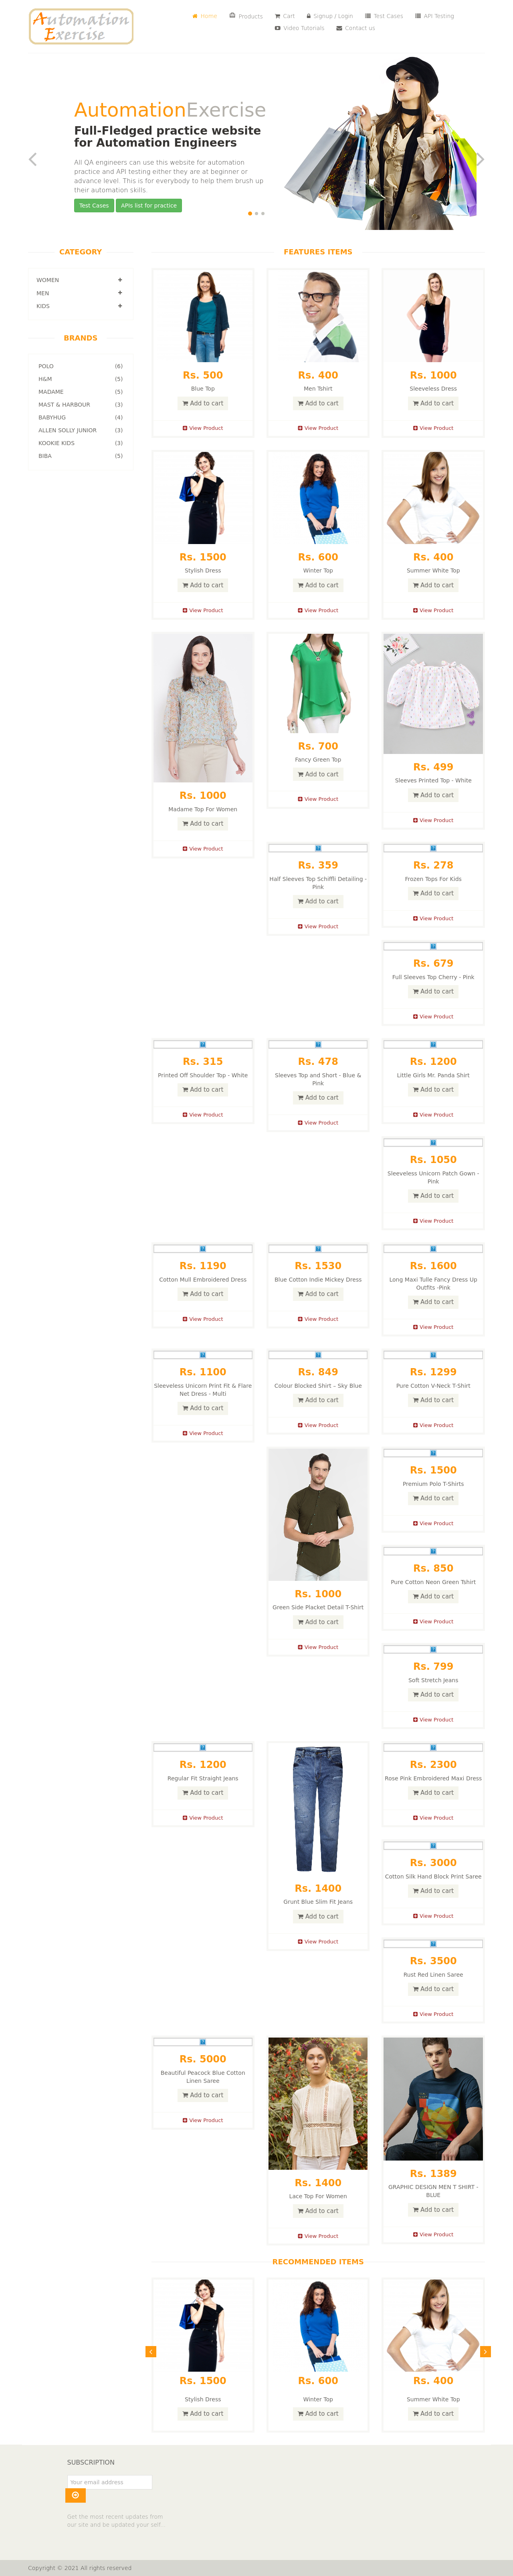 Automation
Exercise
Home
Products
Cart
Signup / Login
Test Cases
API Testing
Video Tutorials
Contact us
AutomationExercise
Full-Fledged practice website
for Automation Engineers
All QA engineers can use this website for automation
practice and API testing either they are at beginner or
advance level. This is for everybody to help them brush up
their automation skills.
Test Cases
APIs list for practice
CATEGORY
WOMEN
MEN
KIDS
BRANDS
POLO (6)
H&M (5)
MADAME (5)
MAST & HARBOUR (3)
BABYHUG (4)
ALLEN SOLLY JUNIOR (3)
KOOKIE KIDS (3)
BIBA (5)
FEATURES ITEMS
Rs. 500
Blue Top
Add to cart
View Product
Rs. 400
Men Tshirt
Add to cart
View Product
Rs. 1000
Sleeveless Dress
Add to cart
View Product
Rs. 1500
Stylish Dress
Add to cart
View Product
Rs. 600
Winter Top
Add to cart
View Product
Rs. 400
Summer White Top
Add to cart
View Product
Rs. 1000
Madame Top For Women
Add to cart
View Product
Rs. 700
Fancy Green Top
Add to cart
View Product
Rs. 499
Sleeves Printed Top - White
Add to cart
View Product
Rs. 359
Half Sleeves Top Schiffli Detailing -
Pink
Add to cart
View Product
Rs. 278
Frozen Tops For Kids
Add to cart
View Product
Rs. 679
Full Sleeves Top Cherry - Pink
Add to cart
View Product
Rs. 315
Printed Off Shoulder Top - White
Add to cart
View Product
Rs. 478
Sleeves Top and Short - Blue &
Pink
Add to cart
View Product
Rs. 1200
Little Girls Mr. Panda Shirt
Add to cart
View Product
Rs. 1050
Sleeveless Unicorn Patch Gown -
Pink
Add to cart
View Product
Rs. 1190
Cotton Mull Embroidered Dress
Add to cart
View Product
Rs. 1530
Blue Cotton Indie Mickey Dress
Add to cart
View Product
Rs. 1600
Long Maxi Tulle Fancy Dress Up
Outfits -Pink
Add to cart
View Product
Rs. 1100
Sleeveless Unicorn Print Fit & Flare
Net Dress - Multi
Add to cart
View Product
Rs. 849
Colour Blocked Shirt – Sky Blue
Add to cart
View Product
Rs. 1299
Pure Cotton V-Neck T-Shirt
Add to cart
View Product
Rs. 1000
Green Side Placket Detail T-Shirt
Add to cart
View Product
Rs. 1500
Premium Polo T-Shirts
Add to cart
View Product
Rs. 850
Pure Cotton Neon Green Tshirt
Add to cart
View Product
Rs. 799
Soft Stretch Jeans
Add to cart
View Product
Rs. 1200
Regular Fit Straight Jeans
Add to cart
View Product
Rs. 1400
Grunt Blue Slim Fit Jeans
Add to cart
View Product
Rs. 2300
Rose Pink Embroidered Maxi Dress
Add to cart
View Product
Rs. 3000
Cotton Silk Hand Block Print Saree
Add to cart
View Product
Rs. 3500
Rust Red Linen Saree
Add to cart
View Product
Rs. 5000
Beautiful Peacock Blue Cotton
Linen Saree
Add to cart
View Product
Rs. 1400
Lace Top For Women
Add to cart
View Product
Rs. 1389
GRAPHIC DESIGN MEN T SHIRT -
BLUE
Add to cart
View Product
RECOMMENDED ITEMS
Rs. 1500
Stylish Dress
Add to cart
Rs. 600
Winter Top
Add to cart
Rs. 400
Summer White Top
Add to cart
SUBSCRIPTION
Your email address
Get the most recent updates from
our site and be updated your self...
Copyright © 2021 All rights reserved